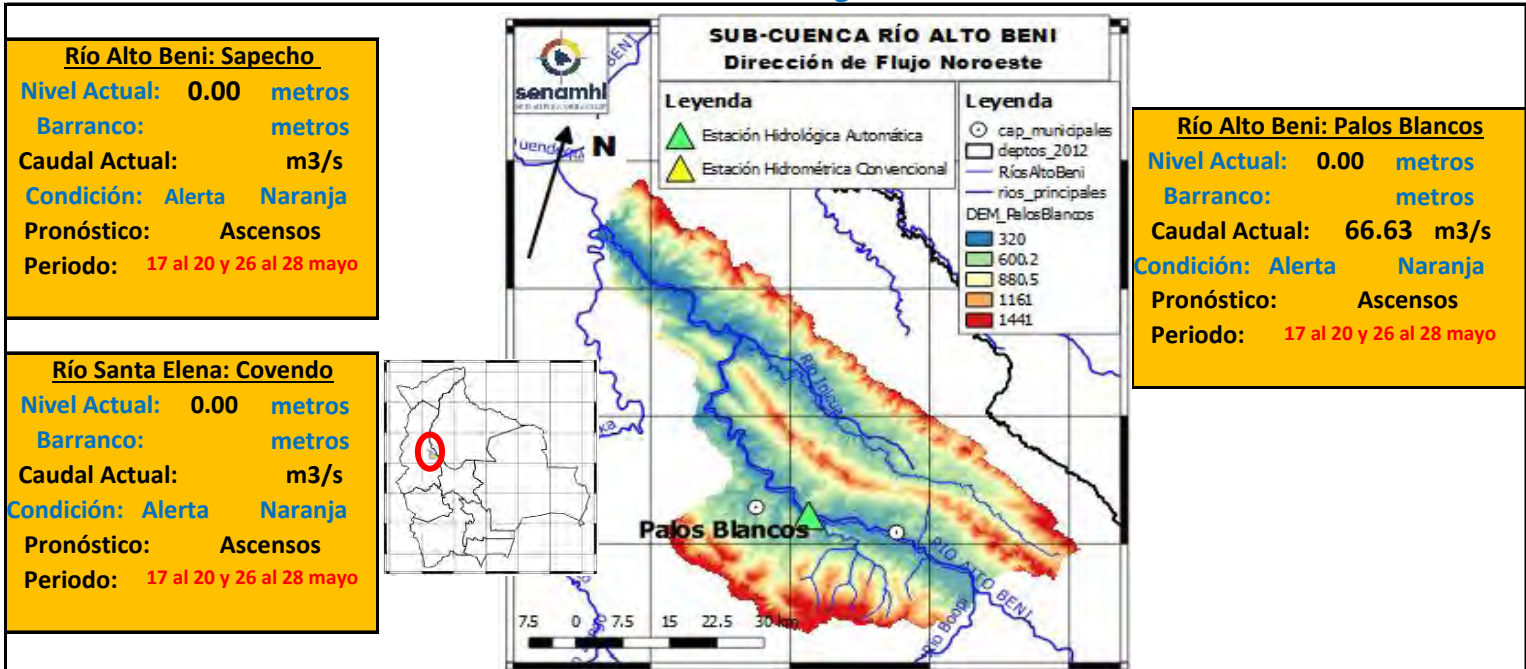 Río Alto Beni: Sapecho
Nivel Actual: 0.00 metros
Barranco: metros
Caudal Actual: m3/s
Condición: Alerta Naranja
Pronóstico: Ascensos
Periodo: 17 al 20 y 26 al 28 mayo
Río Santa Elena: Covendo
Nivel Actual: 0.00 metros
Barranco: metros
Caudal Actual: m3/s
Condición: Alerta Naranja
Pronóstico: Ascensos
Periodo: 17 al 20 y 26 al 28 mayo
senamhl
BENI
SUB-CUENCA RÍO ALTO BENI
Dirección de Flujo Noroeste
Leyenda
Estación Hidrológica Automática
Estación Hidrométrica Convencional
Leyenda
cap_municipales
deptos_2012
RíosAltoBeni
rios_principales
DEM_PalosBlancos
320
600.2
880.5
1161
1441
N
Río Inicua
Palos Blancos
RÍO ALTO BENI
Río Boopi
7.5 0 7.5 15 22.5 30 km
Río Alto Beni: Palos Blancos
Nivel Actual: 0.00 metros
Barranco: metros
Caudal Actual: 66.63 m3/s
Condición: Alerta Naranja
Pronóstico: Ascensos
Periodo: 17 al 20 y 26 al 28 mayo